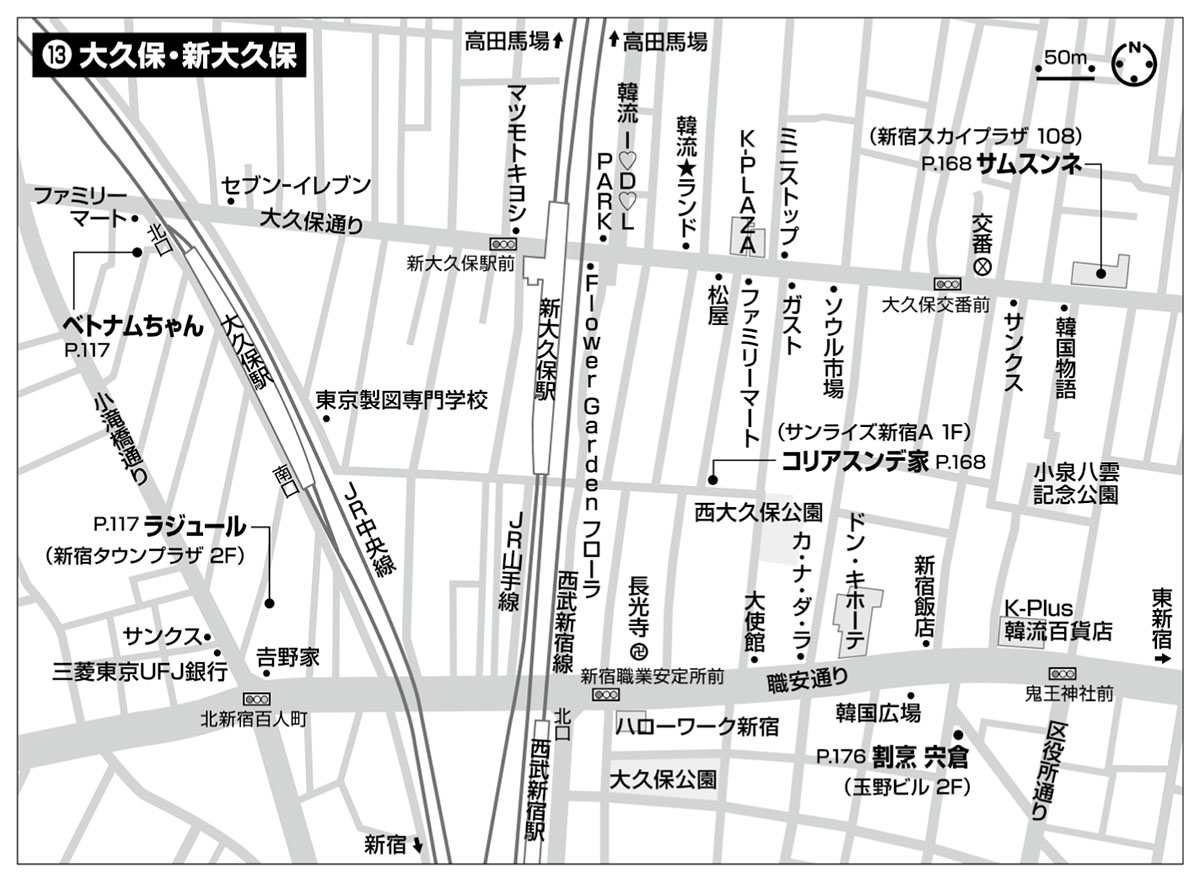 ⓭ 大久保・新大久保
高田馬場
高田馬場
50m
N
マツモトキヨシ
韓流 I♡D♡L
PARK
韓流★ランド
K-PLAZA
ミニストップ
(新宿スカイプラザ 108)
P.168 サムスンネ
交番
ファミリー
マート
セブン-イレブン
大久保通り
北口
新大久保駅前
大久保交番前
ベトナムちゃん
P.117
大久保駅
新大久保駅
Flower Garden フローラ
松屋
ファミリーマート
ガスト
ソウル市場
サンクス
韓国物語
小滝橋通り
東京製図専門学校
(サンライズ新宿A 1F)
コリアスンデ家 P.168
小泉八雲
記念公園
南口
JR中央線
JR山手線
西大久保公園
P.117 ラジュール
(新宿タウンプラザ 2F)
西武新宿線
長光寺
大使館
カ・ナ・ダ・ラ
ドン・キホーテ
新宿飯店
K-Plus
韓流百貨店
東新宿
サンクス
三菱東京UFJ銀行
吉野家
北新宿百人町
新宿職業安定所前
職安通り
鬼王神社前
北口
ハローワーク新宿
韓国広場
区役所通り
P.176 割烹 宍倉
(玉野ビル 2F)
大久保公園
西武新宿駅
新宿